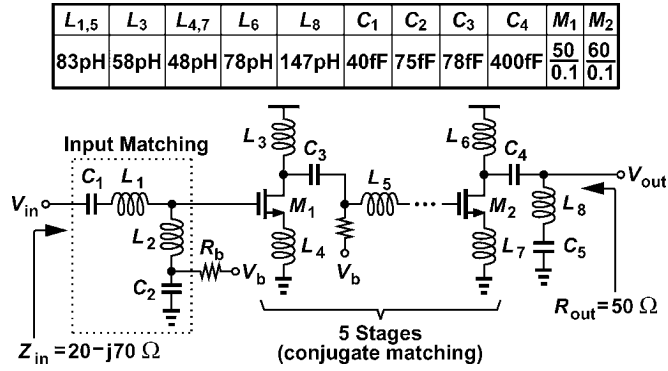 L1,5 L3 L4,7 L6 L8 C1 C2 C3 C4 M1 M2
83pH 58pH 48pH 78pH 147pH 40fF 75fF 78fF 400fF 50/0.1 60/0.1
Input Matching
C1 L1
Vin
L2
Rb
Vb
C2
Zin = 20 – j70 Ω
L3
C3
M1
L4
Vb
L5
...
L6
C4
M2
L7
Vout
L8
C5
Rout = 50 Ω
5 Stages
(conjugate matching)